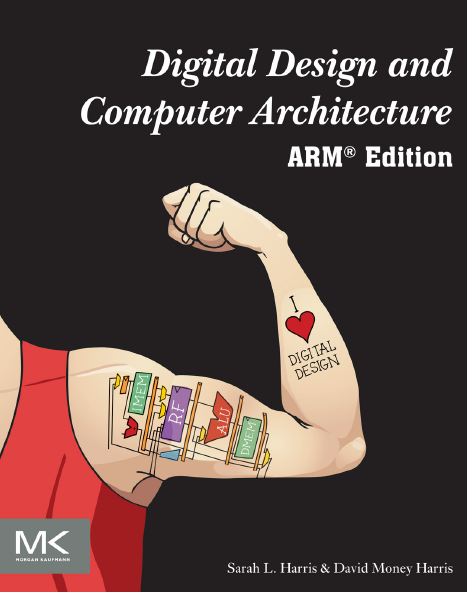 Digital Design and
Computer Architecture
ARM® Edition
I
DIGITAL
DESIGN
IMEM
RF
ALU
DMEM
MK
MORGAN KAUFMANN
Sarah L. Harris & David Money Harris